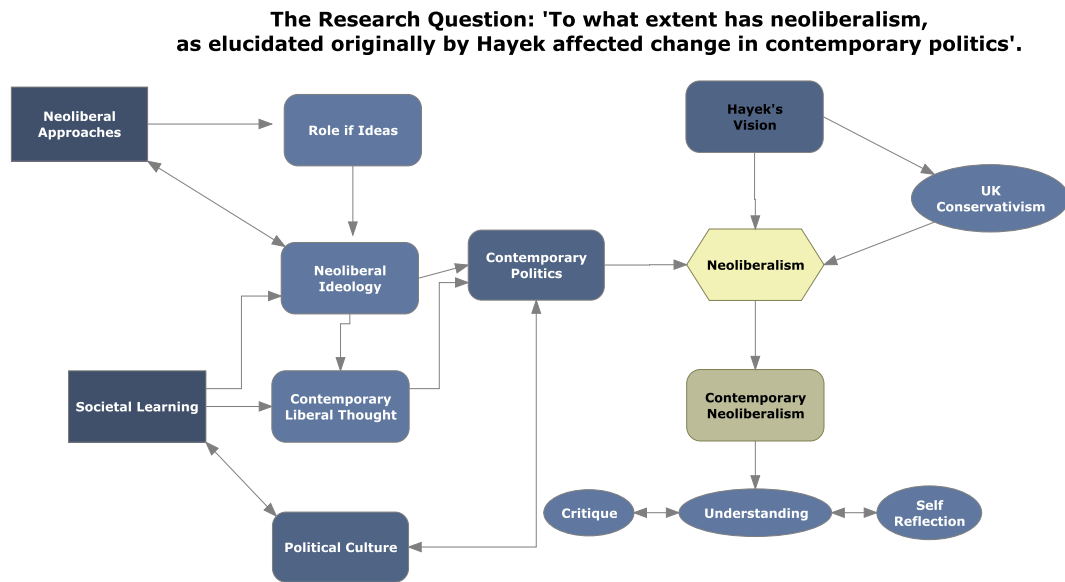 The Research Question: 'To what extent has neoliberalism,
as elucidated originally by Hayek affected change in contemporary politics'.
Neoliberal
Approaches
Role if Ideas
Hayek's
Vision
UK
Conservativism
Neoliberal
Ideology
Contemporary
Politics
Neoliberalism
Societal Learning
Contemporary
Liberal Thought
Contemporary
Neoliberalism
Political Culture
Critique
Understanding
Self
Reflection